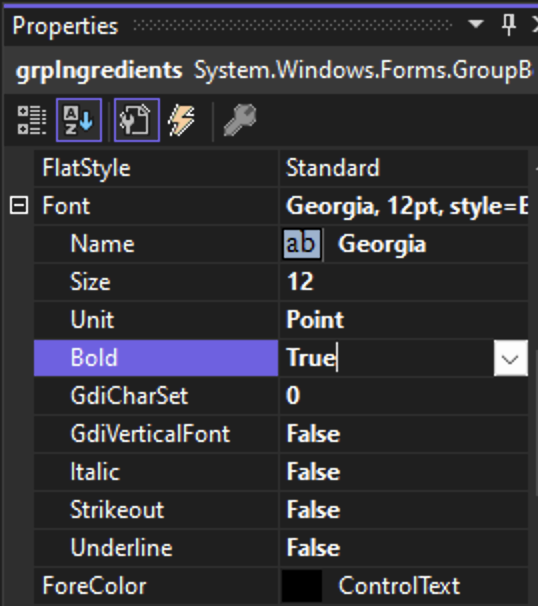 Properties
grpIngredients System.Windows.Forms.GroupB
FlatStyle Standard
Font Georgia, 12pt, style=B
Name ab Georgia
Size 12
Unit Point
Bold True
GdiCharSet 0
GdiVerticalFont False
Italic False
Strikeout False
Underline False
ForeColor ControlText